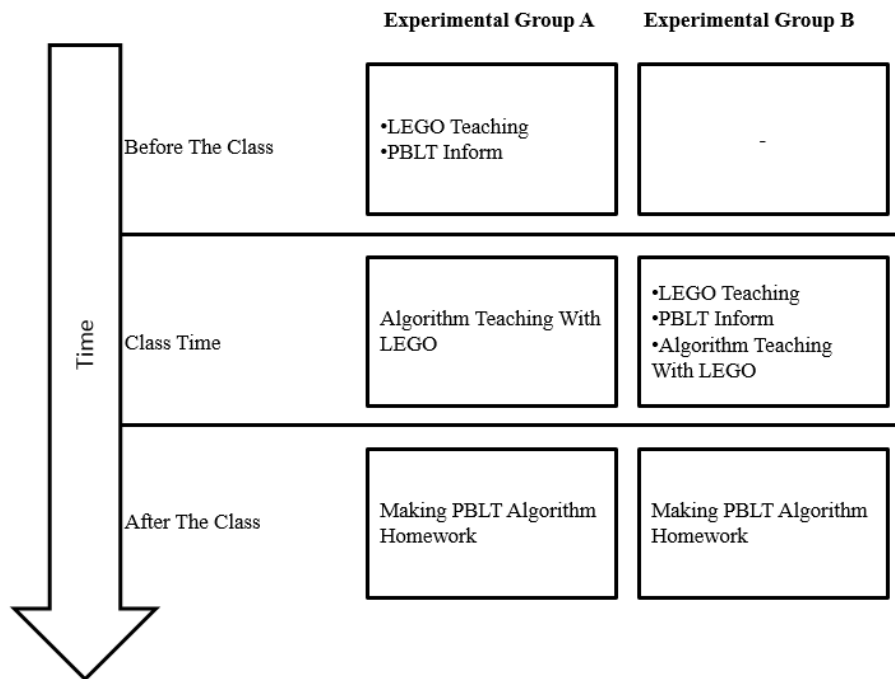 Experimental Group A
Experimental Group B
Before The Class
•LEGO Teaching
•PBLT Inform
-
Time
Class Time
Algorithm Teaching With
LEGO
•LEGO Teaching
•PBLT Inform
•Algorithm Teaching
With LEGO
After The Class
Making PBLT Algorithm
Homework
Making PBLT Algorithm
Homework